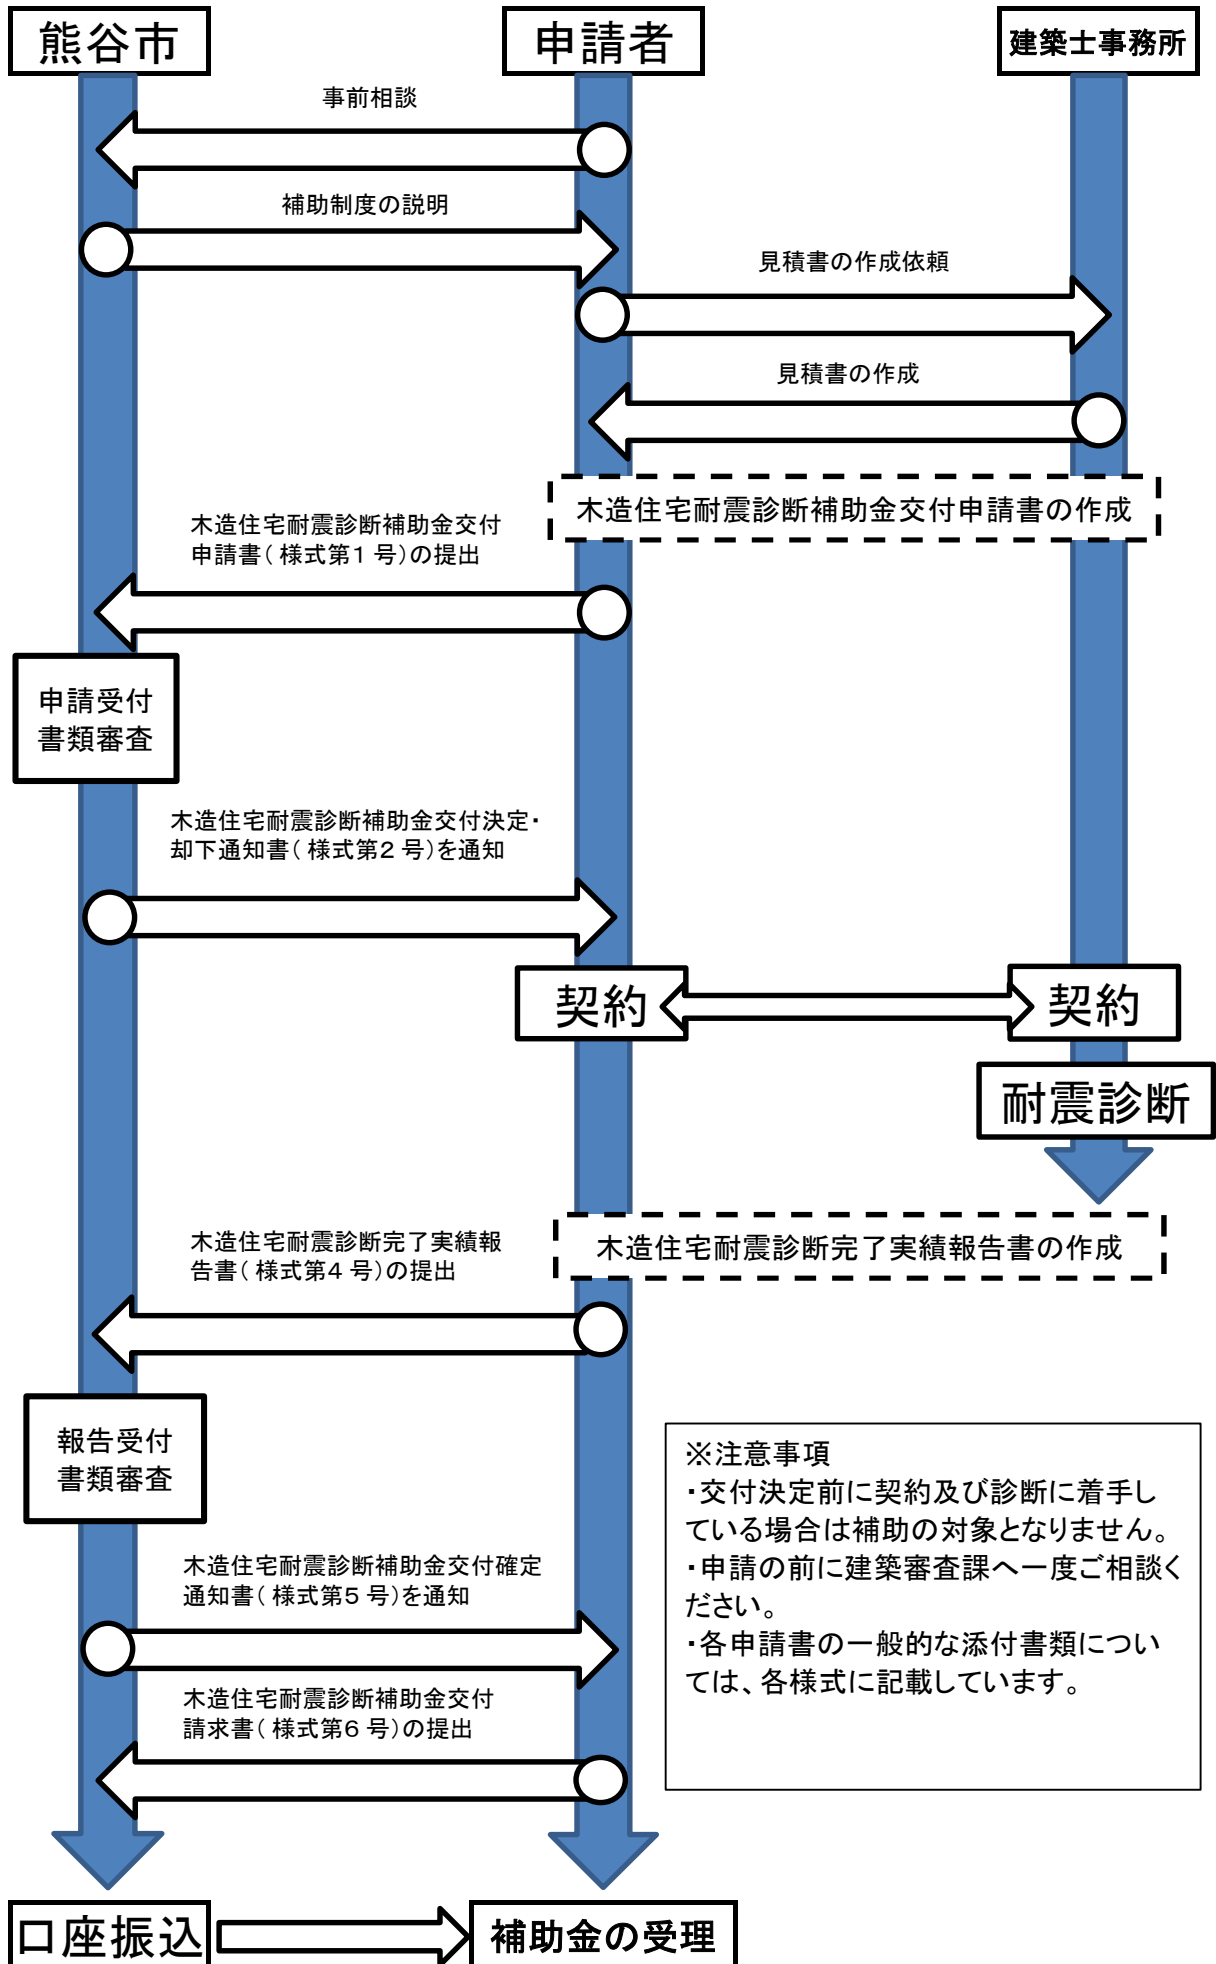 熊谷市
申請者
建築士事務所
事前相談
補助制度の説明
見積書の作成依頼
見積書の作成
木造住宅耐震診断補助金交付申請書の作成
木造住宅耐震診断補助金交付
申請書(様式第1号)の提出
申請受付
書類審査
木造住宅耐震診断補助金交付決定・
却下通知書(様式第2号)を通知
契約
契約
耐震診断
木造住宅耐震診断完了実績報告書の作成
木造住宅耐震診断完了実績報
告書(様式第4号)の提出
報告受付
書類審査
※注意事項
・交付決定前に契約及び診断に着手し
ている場合は補助の対象となりません。
・申請の前に建築審査課へ一度ご相談く
ださい。
・各申請書の一般的な添付書類につい
ては、各様式に記載しています。
木造住宅耐震診断補助金交付確定
通知書(様式第5号)を通知
木造住宅耐震診断補助金交付
請求書(様式第6号)の提出
口座振込
補助金の受理